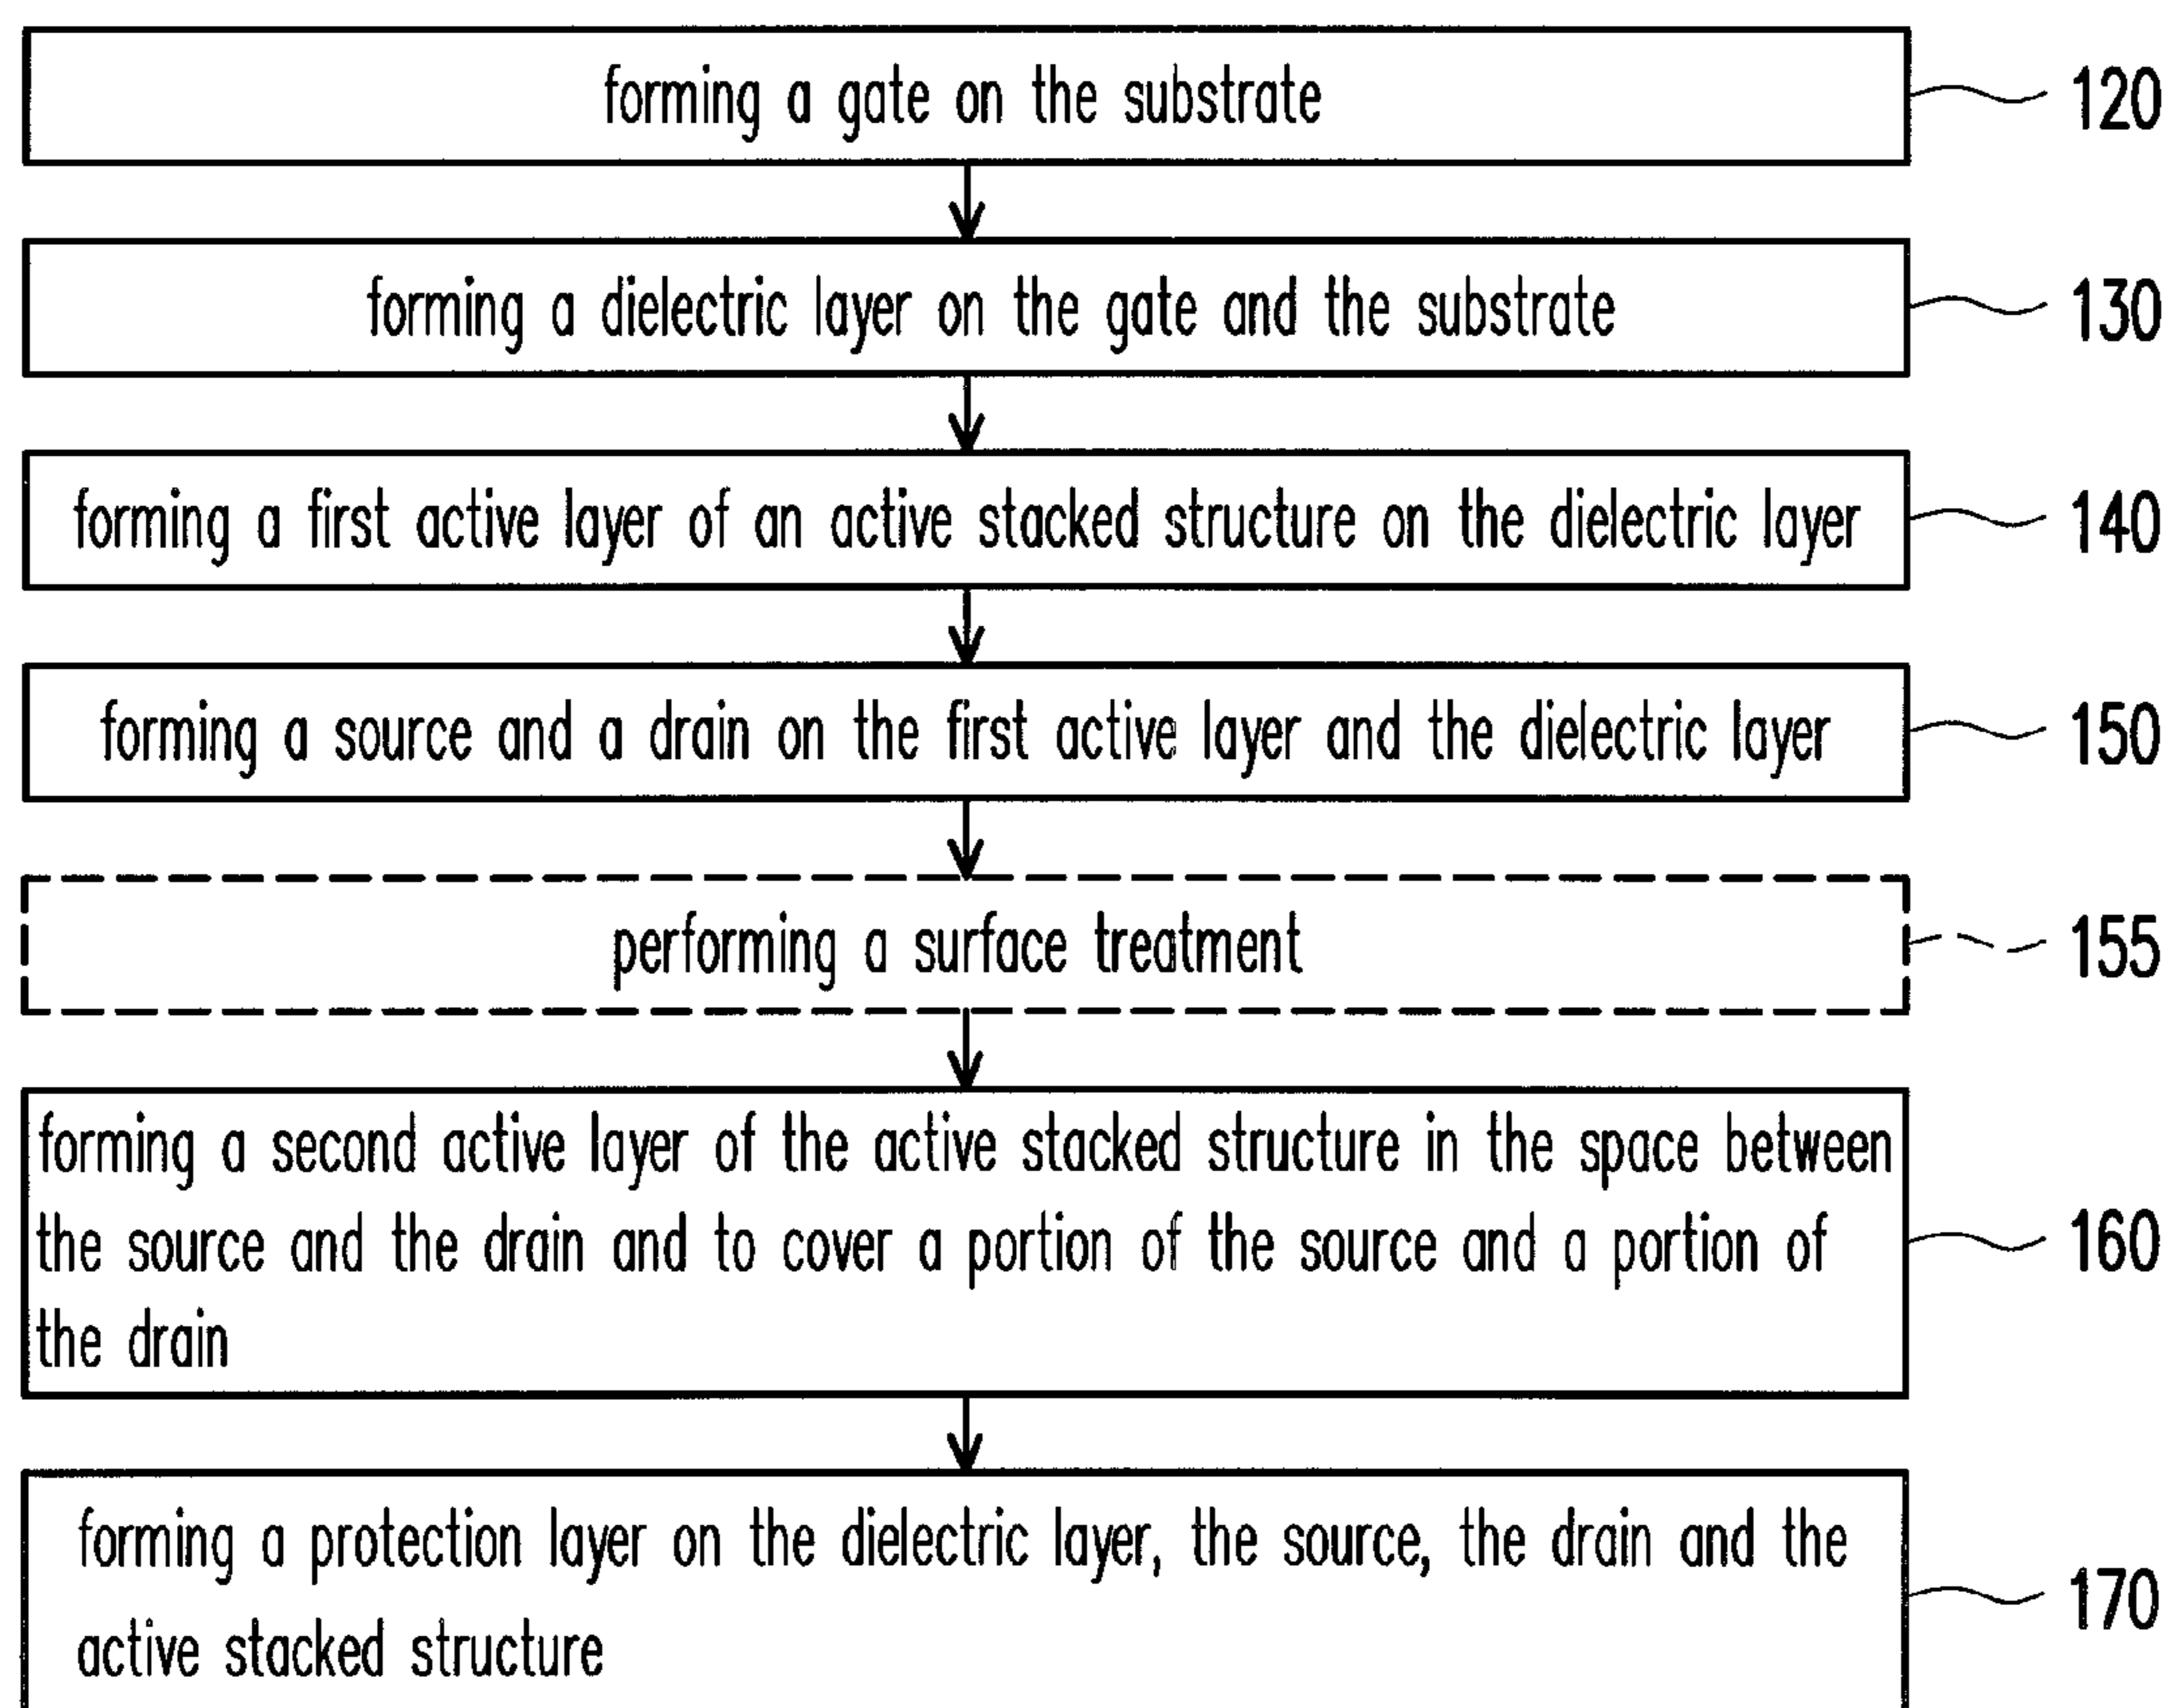 forming a gate on the substrate
120
forming a dielectric layer on the gate and the substrate
130
forming a first active layer of an active stacked structure on the dielectric layer
140
forming a source and a drain on the first active layer and the dielectric layer
150
performing a surface treatment
155
forming a second active layer of the active stacked structure in the space between
the source and the drain and to cover a portion of the source and a portion of
the drain
160
forming a protection layer on the dielectric layer, the source, the drain and the
active stacked structure
170